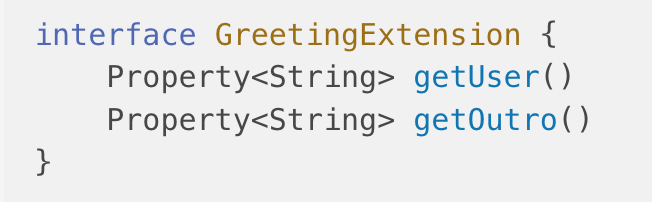 interface GreetingExtension {
    Property<String> getUser()
    Property<String> getOutro()
}